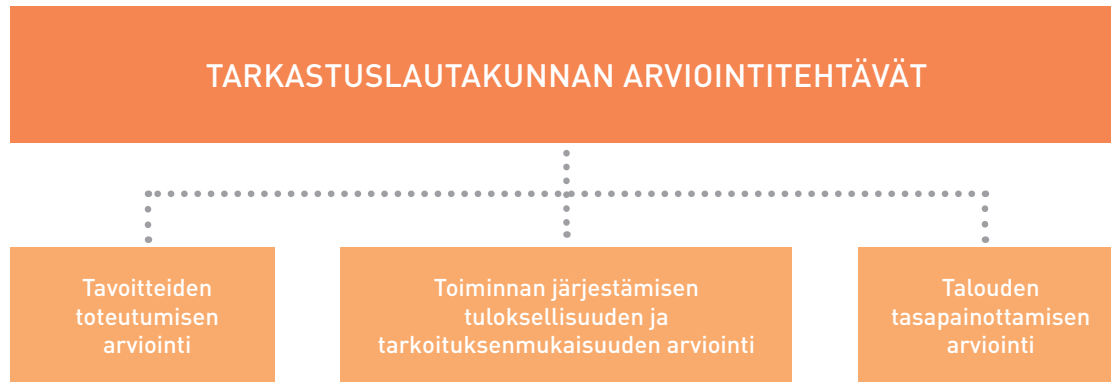 TARKASTUSLAUTAKUNNAN ARVIOINTITEHTÄVÄT
Tavoitteiden
toteutumisen
arviointi
Toiminnan järjestämisen
tuloksellisuuden ja
tarkoituksenmukaisuuden arviointi
Talouden
tasapainottamisen
arviointi